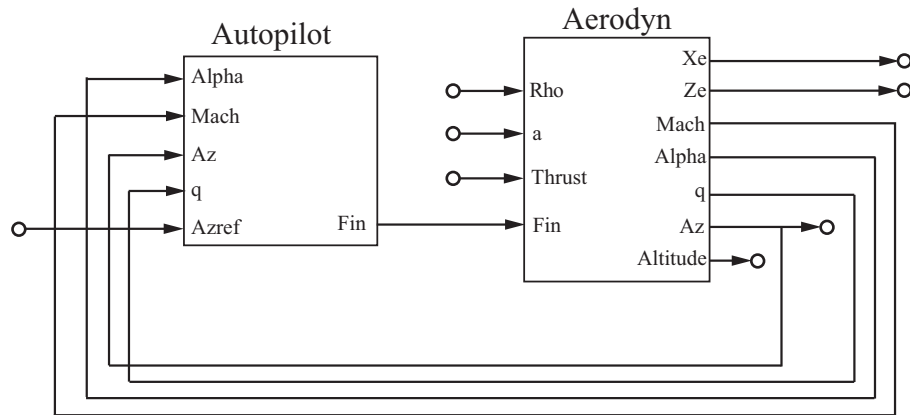 Autopilot
Alpha
Mach
Az
q
Azref
Fin
Aerodyn
Rho
a
Thrust
Fin
Xe
Ze
Mach
Alpha
q
Az
Altitude